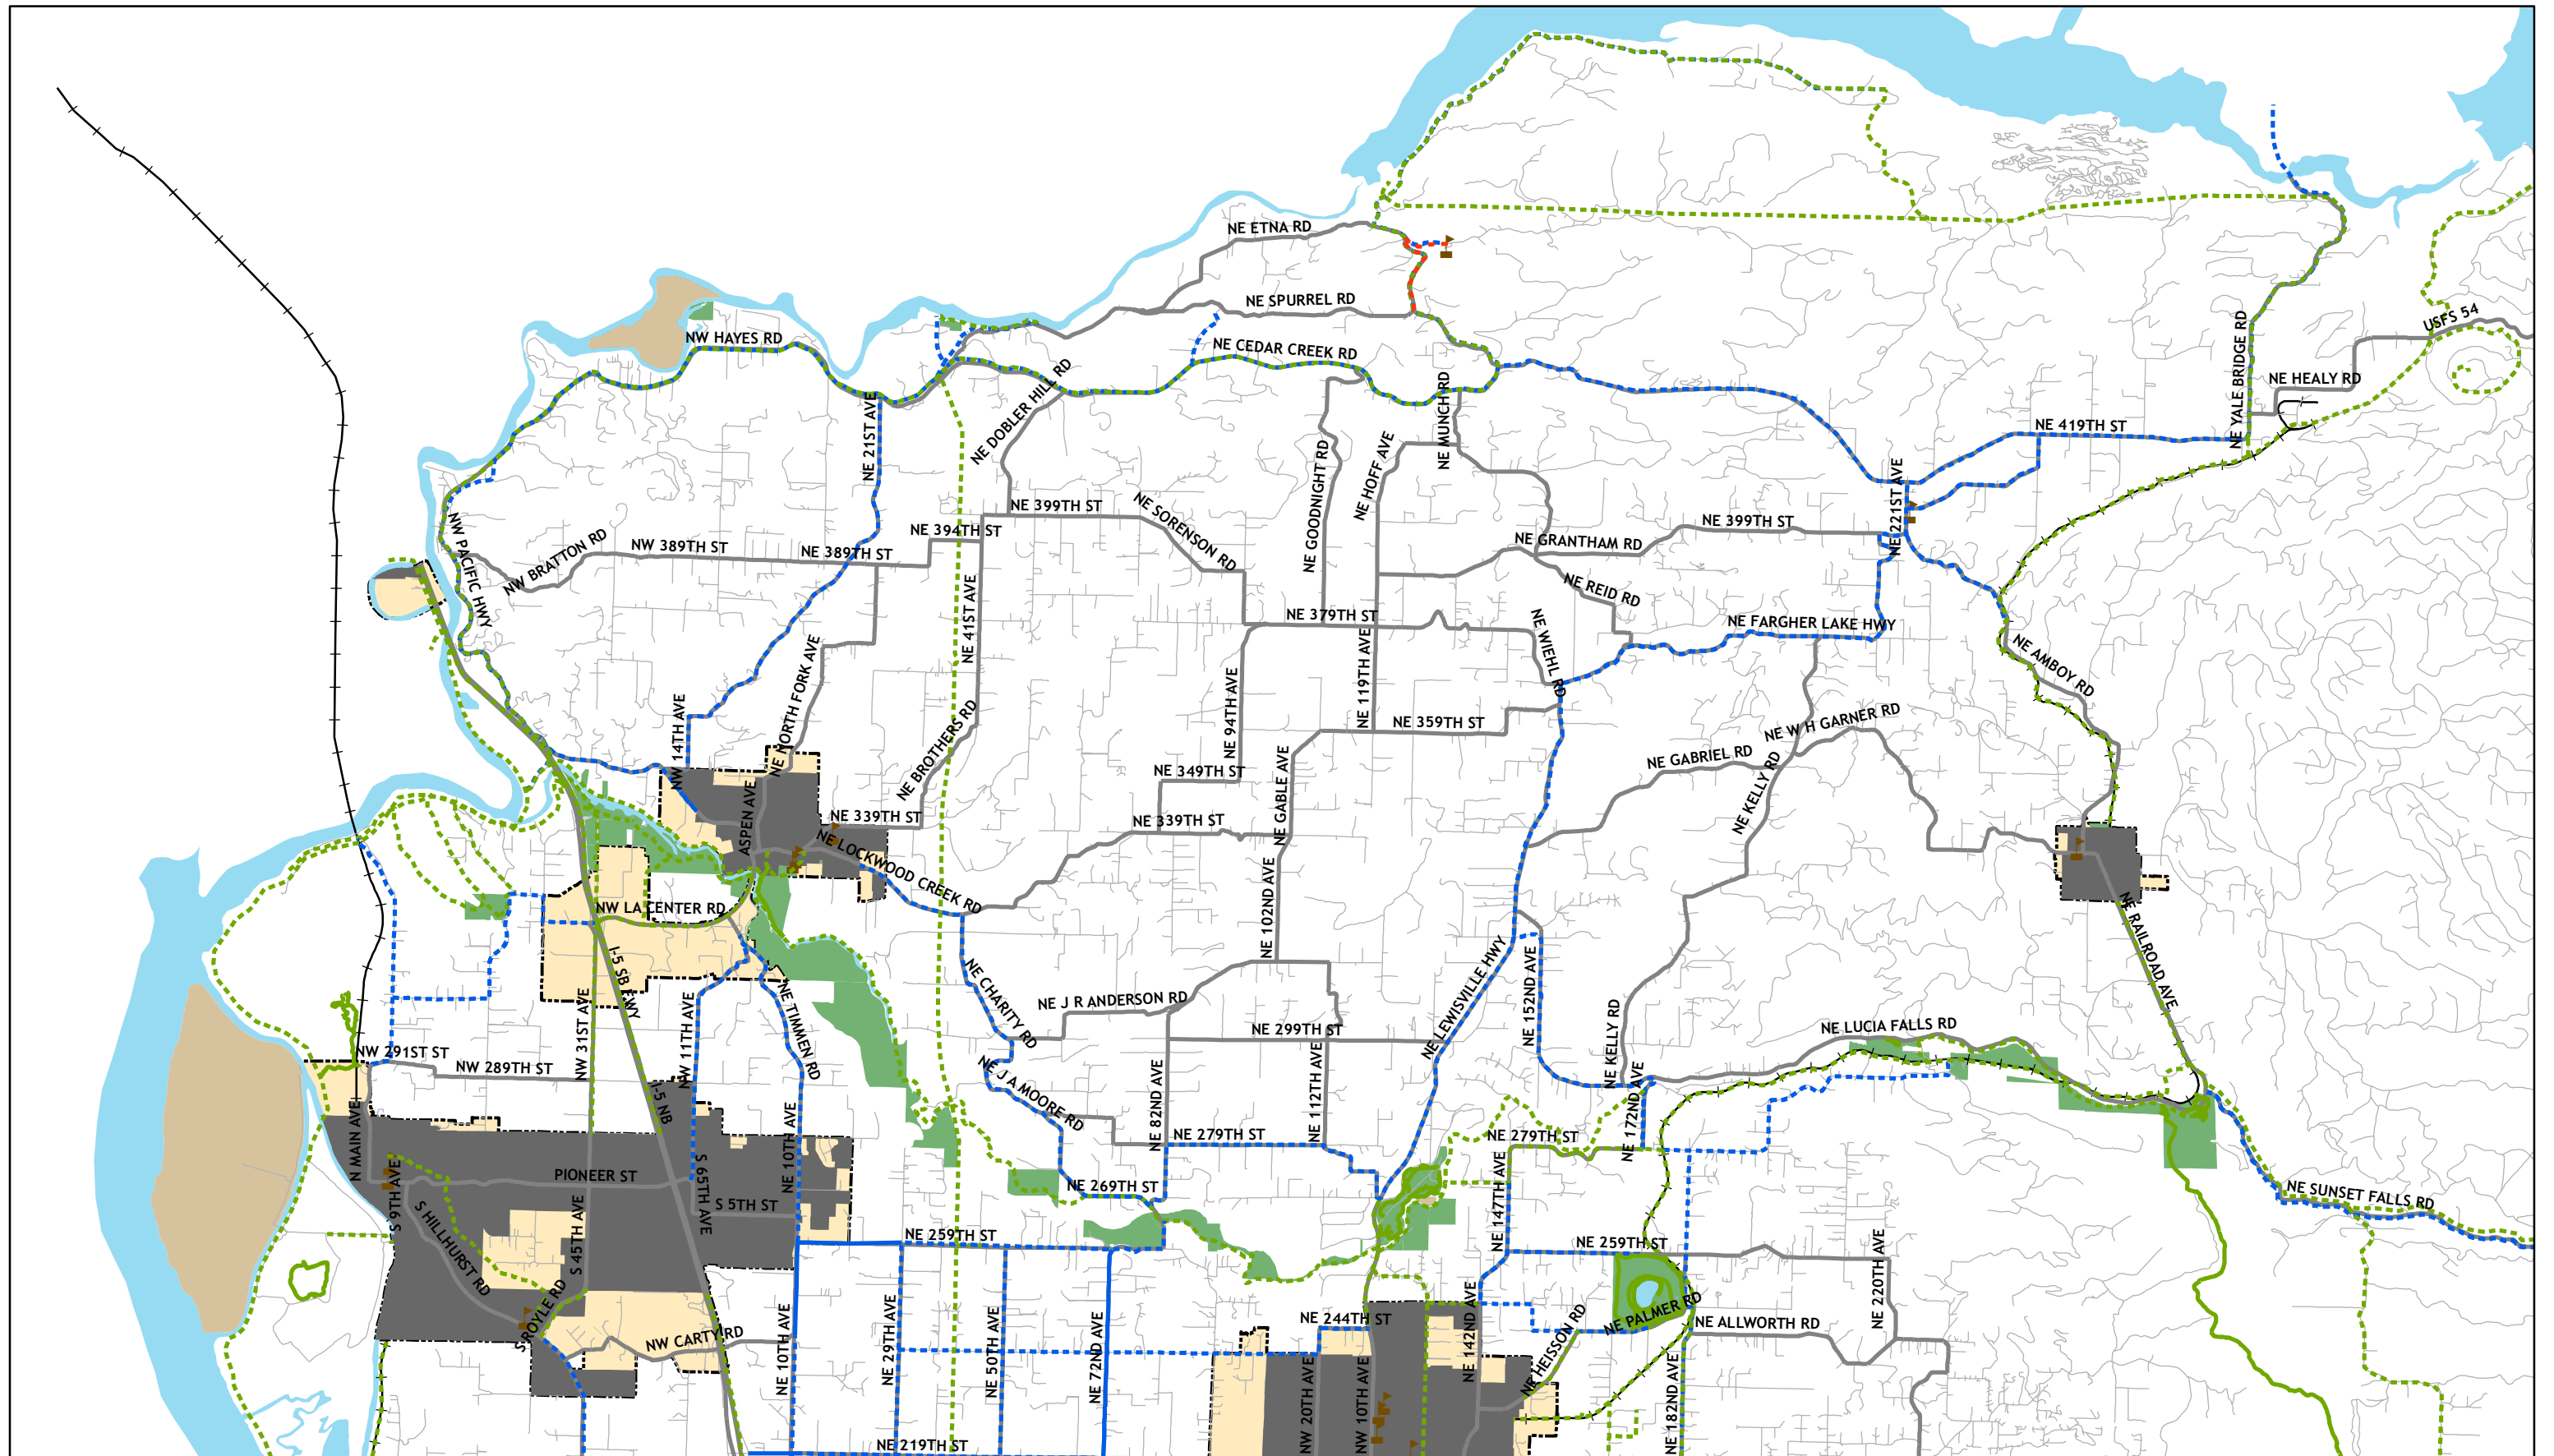 NE ETNA RD
NE SPURREL RD
USFS 54
NW HAYES RD
NE CEDAR CREEK RD
NE YALE BRIDGE RD
NE HEALY RD
NE DOBLER HILL RD
NE MUNCH RD
NE 21ST AVE
NE 419TH ST
NE GOODNIGHT RD
NE HOFF AVE
NE 221ST AVE
NE 399TH ST
NE SORENSON RD
NE 399TH ST
NW PACIFIC HWY
NE 394TH ST
NW BRATTON RD
NW 389TH ST
NE 389TH ST
NE GRANTHAM RD
NE REID RD
NE 41ST AVE
NE 379TH ST
NE WIEHL RD
NE FARGHER LAKE HWY
NE NORTH FORK AVE
NE 119TH AVE
NE AMBOY RD
NE 94TH AVE
NW 14TH AVE
NE BROTHERS RD
NE 359TH ST
NE W H GARNER RD
NE GABRIEL RD
NE KELLY RD
NE 349TH ST
NE GABLE AVE
ASPEN AVE
NE 339TH ST
NE 339TH ST
NE LOCKWOOD CREEK RD
NE 102ND AVE
NW LA CENTER RD
NE RAILROAD AVE
I-5 SB FWY
NE LEWISVILLE HWY
NE 152ND AVE
NE CHARITY RD
NE TIMMEN RD
NE J R ANDERSON RD
NW 31ST AVE
NW 11TH AVE
NE KELLY RD
NE LUCIA FALLS RD
NE 299TH ST
NW 291ST ST
NW 289TH ST
NE J A MOORE RD
NE 82ND AVE
NE 112TH AVE
NE 172ND AVE
I-5 NB
N MAIN AVE
NE 10TH AVE
NE 279TH ST
NE 279TH ST
PIONEER ST
S 9TH AVE
S 65TH AVE
NE 269TH ST
NE 147TH AVE
NE SUNSET FALLS RD
S HILLHURST RD
S 45TH AVE
S 5TH ST
NE 259TH ST
NE 259TH ST
NE 220TH AVE
S ROYLE RD
NW CARTY RD
NE 10TH AVE
NE 29TH AVE
NE 50TH AVE
NE 72ND AVE
NE 244TH ST
NE 142ND AVE
NE HEISSON RD
NE PALMER RD
NE ALLWORTH RD
NW 20TH AVE
NW 10TH AVE
NE 182ND AVE
NE 219TH ST